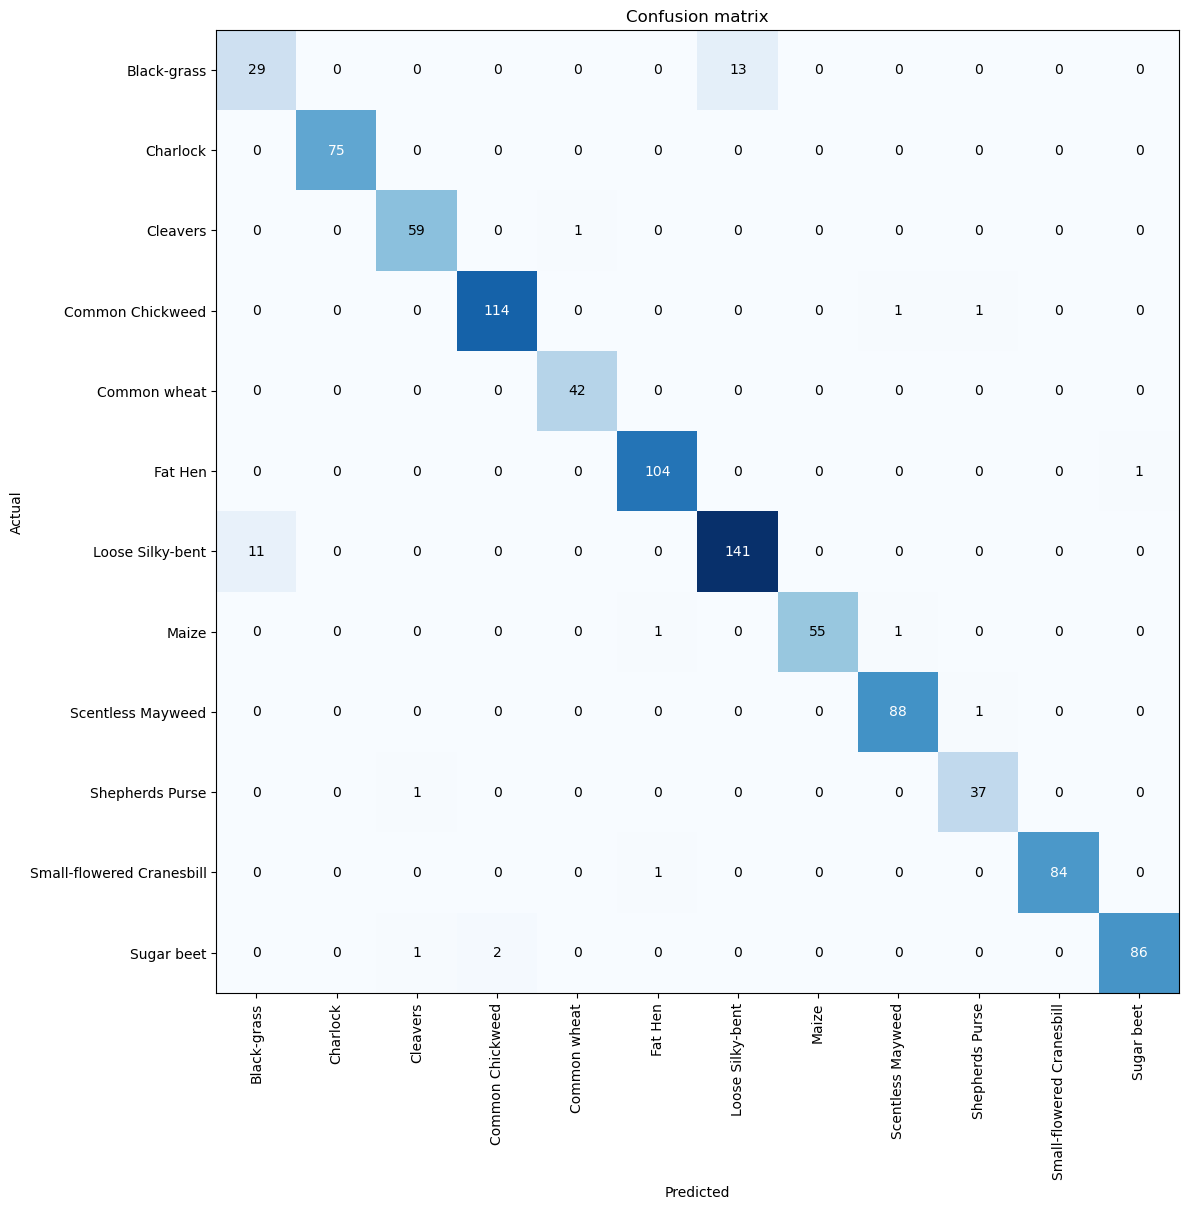 Confusion matrix
Actual
Black-grass 29 0 0 0 0 0 13 0 0 0 0 0
Charlock 0 75 0 0 0 0 0 0 0 0 0 0
Cleavers 0 0 59 0 1 0 0 0 0 0 0 0
Common Chickweed 0 0 0 114 0 0 0 0 1 1 0 0
Common wheat 0 0 0 0 42 0 0 0 0 0 0 0
Fat Hen 0 0 0 0 0 104 0 0 0 0 0 1
Loose Silky-bent 11 0 0 0 0 0 141 0 0 0 0 0
Maize 0 0 0 0 0 1 0 55 1 0 0 0
Scentless Mayweed 0 0 0 0 0 0 0 0 88 1 0 0
Shepherds Purse 0 0 1 0 0 0 0 0 0 37 0 0
Small-flowered Cranesbill 0 0 0 0 0 1 0 0 0 0 84 0
Sugar beet 0 0 1 2 0 0 0 0 0 0 0 86
Black-grass
Charlock
Cleavers
Common Chickweed
Common wheat
Fat Hen
Loose Silky-bent
Maize
Scentless Mayweed
Shepherds Purse
Small-flowered Cranesbill
Sugar beet
Predicted